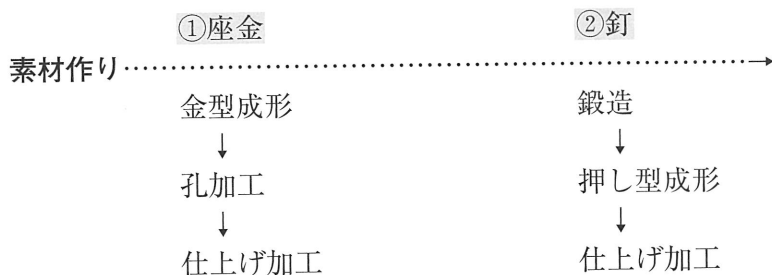 ①座金 ②釘
素材作り
金型成形 鍛造
↓ ↓
孔加工 押し型成形
↓ ↓
仕上げ加工 仕上げ加工